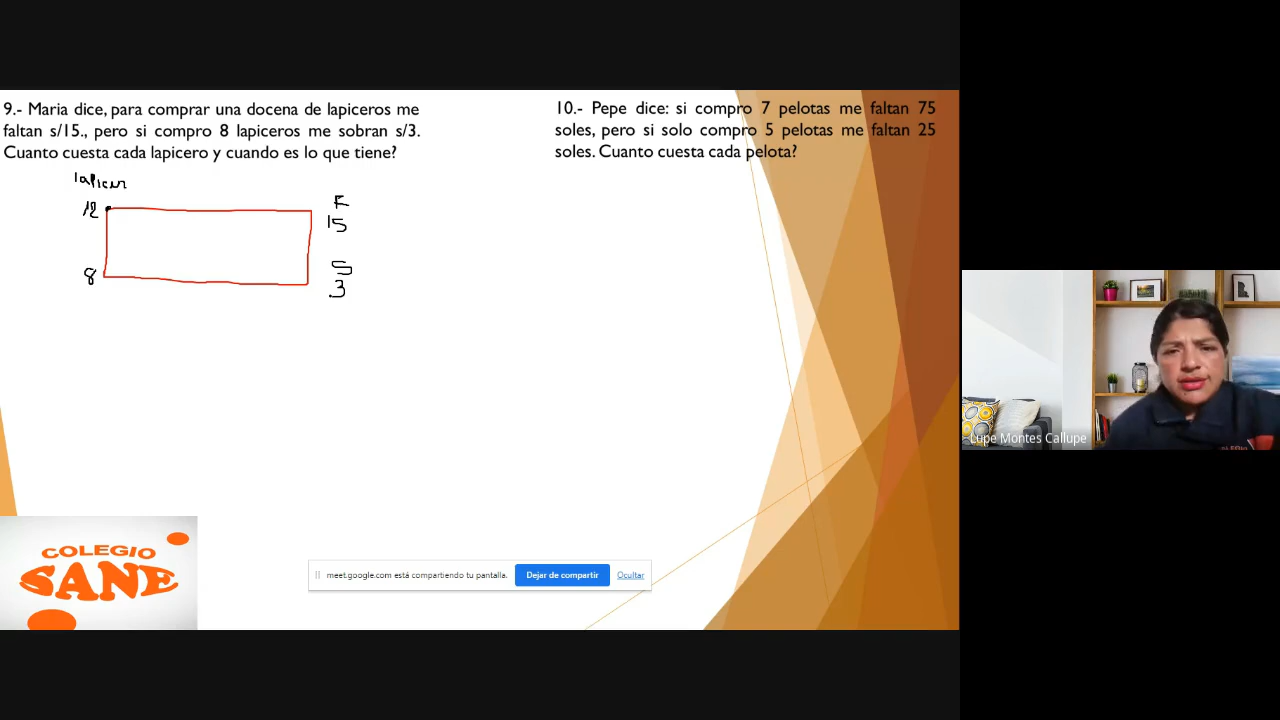 9.- Maria dice, para comprar una docena de lapiceros me
faltan s/15., pero si compro 8 lapiceros me sobran s/3.
Cuanto cuesta cada lapicero y cuando es lo que tiene?
12
8
F
15
S
3
10.- Pepe dice: si compro 7 pelotas me faltan 75
soles, pero si solo compro 5 pelotas me faltan 25
soles. Cuanto cuesta cada pelota?
COLEGIO
SANE
meet.google.com está compartiendo tu pantalla.
Dejar de compartir
Ocultar
Lupe Montes Callupe